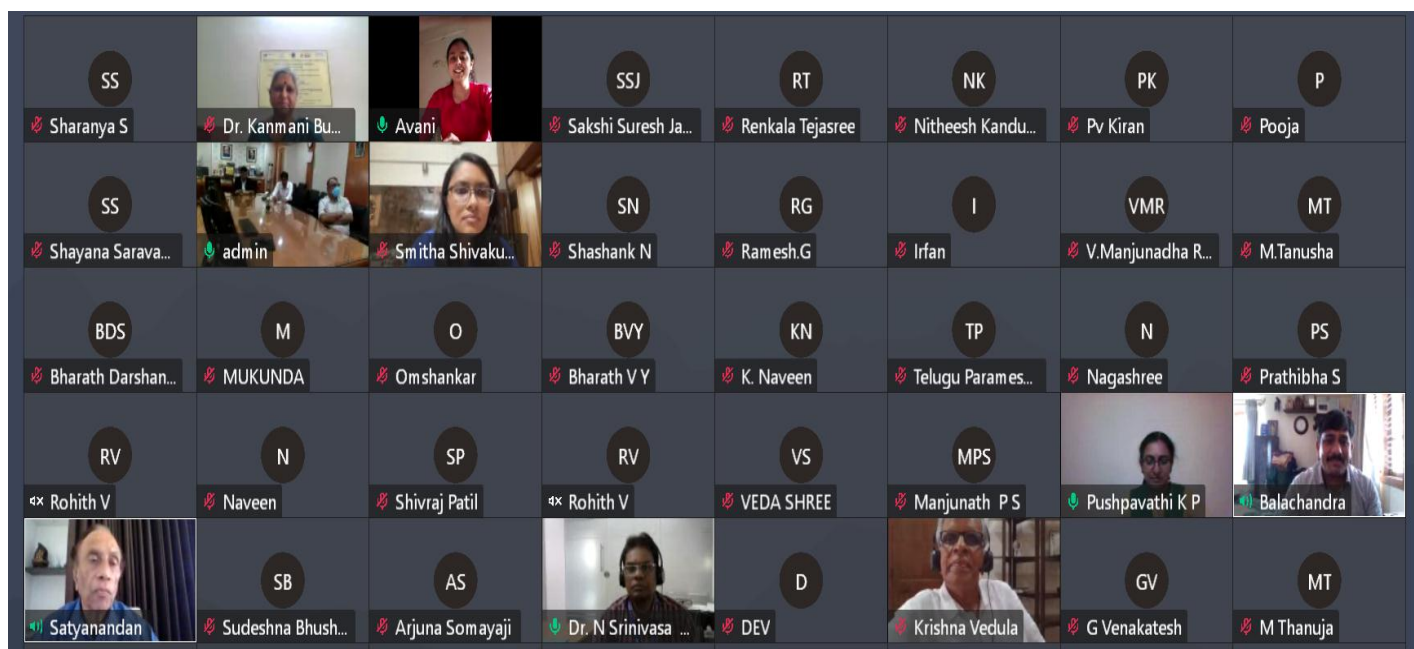 SS
Sharanya S
Dr. Kanmani Bu...
Avani
SSJ
Sakshi Suresh Ja...
RT
Renkala Tejasree
NK
Nitheesh Kandu...
PK
Pv Kiran
P
Pooja
SS
Shayana Sarava...
admin
Smitha Shivaku...
SN
Shashank N
RG
Ramesh.G
I
Irfan
VMR
V.Manjunadha R...
MT
M.Tanusha
BDS
Bharath Darshan...
M
MUKUNDA
O
Omshankar
BVY
Bharath V Y
KN
K. Naveen
TP
Telugu Parames...
N
Nagashree
PS
Prathibha S
RV
Rohith V
N
Naveen
SP
Shivraj Patil
RV
Rohith V
VS
VEDA SHREE
MPS
Manjunath P S
Pushpavathi K P
Balachandra
Satyanandan
SB
Sudeshna Bhush...
AS
Arjuna Somayaji
Dr. N Srinivasa ...
D
DEV
Krishna Vedula
GV
G Venakatesh
MT
M Thanuja